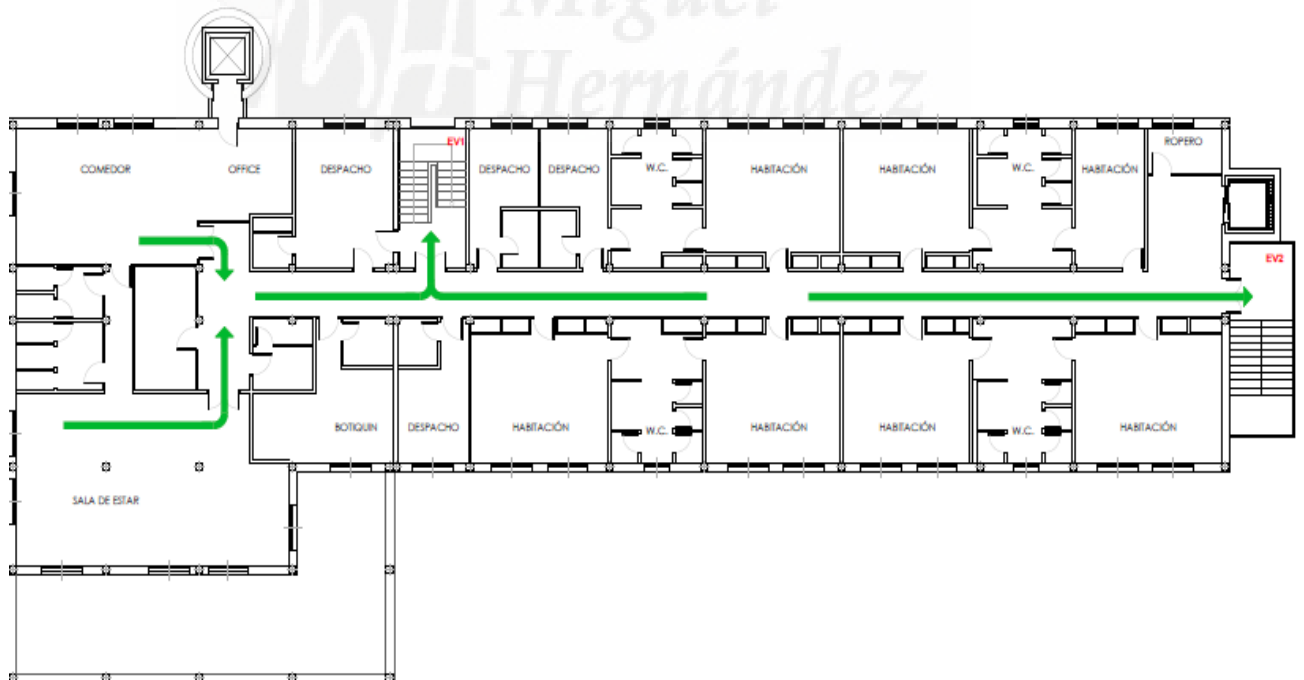 Miguel
Hernández
EV1
COMEDOR
OFFICE
DESPACHO
DESPACHO
DESPACHO
W.C.
HABITACIÓN
HABITACIÓN
W.C.
HABITACIÓN
ROPERO
EV2
BOTIQUIN
DESPACHO
HABITACIÓN
W.C.
HABITACIÓN
HABITACIÓN
W.C.
HABITACIÓN
SALA DE ESTAR